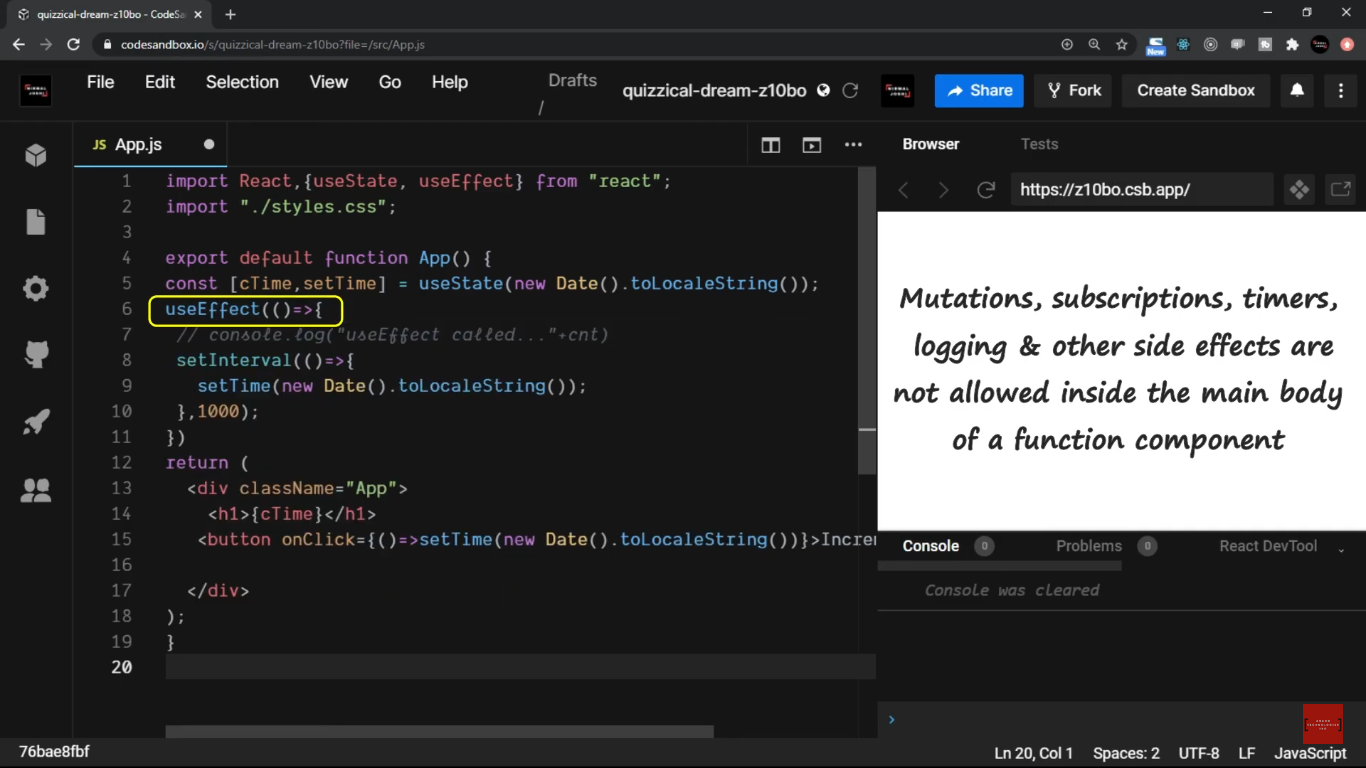 quizzical-dream-z10bo - CodeSa
codesandbox.io/s/quizzical-dream-z10bo?file=/src/App.js
New
File Edit Selection View Go Help
Drafts
/
quizzical-dream-z10bo
Share
Fork
Create Sandbox
JS App.js
Browser
Tests
https://z10bo.csb.app/
1 import React,{useState, useEffect} from "react";
2 import "./styles.css";
3
4 export default function App() {
5 const [cTime,setTime] = useState(new Date().toLocaleString());
6 useEffect(()=>{
7 // console.log("useEffect called..."+cnt)
8 setInterval(()=>{
9 setTime(new Date().toLocaleString());
10 },1000);
11 })
12 return (
13 <div className="App">
14 <h1>{cTime}</h1>
15 <button onClick={()=>setTime(new Date().toLocaleString())}>Increm
16
17 </div>
18 );
19 }
20
Mutations, subscriptions, timers,
logging & other side effects are
not allowed inside the main body
of a function component
Console 0
Problems 0
React DevTool
Console was cleared
76bae8fbf
Ln 20, Col 1 Spaces: 2 UTF-8 LF JavaScript